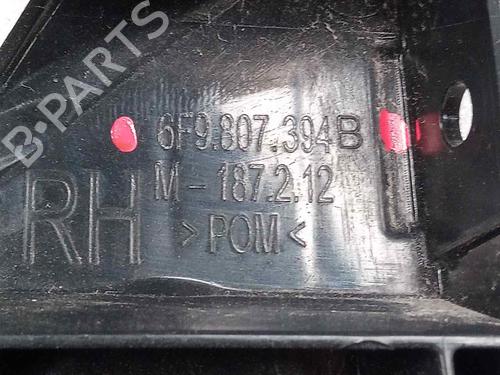 B-PARTS
6F9.807.394B
RH
M-187.2.12
>POM<